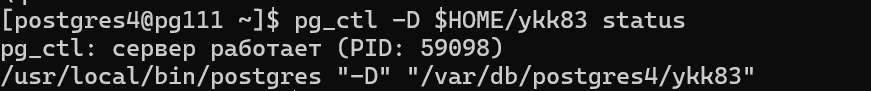 [postgres4@pg111 ~]$ pg_ctl -D $HOME/ykk83 status
pg_ctl: сервер работает (PID: 59098)
/usr/local/bin/postgres "-D" "/var/db/postgres4/ykk83"